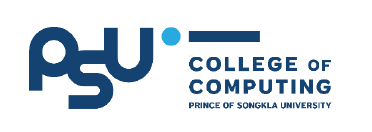 PSU
COLLEGE OF
COMPUTING
PRINCE OF SONGKLA UNIVERSITY